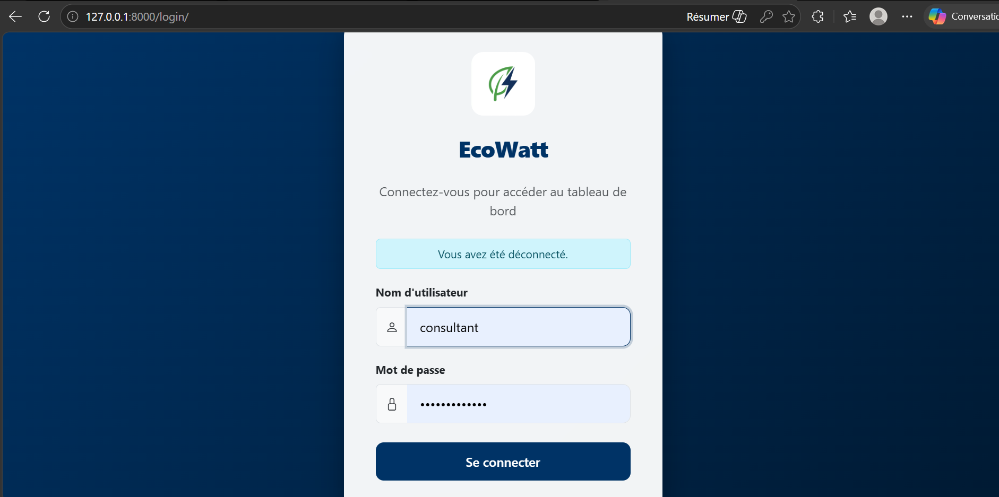 127.0.0.1:8000/login/
Résumer
Conversatio
EcoWatt
Connectez-vous pour accéder au tableau de
bord
Vous avez été déconnecté.
Nom d'utilisateur
consultant
Mot de passe
•••••••••••••
Se connecter